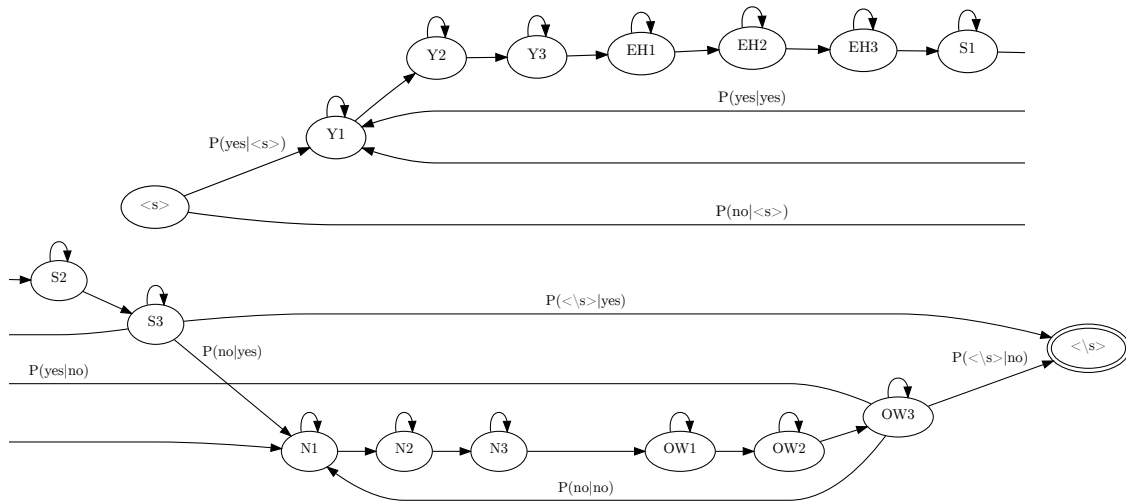 Y2 Y3 EH1 EH2 EH3 S1
P(yes|yes)
Y1
P(yes|<s>)
<s>
P(no|<s>)
S2
P(<\s>|yes)
S3
P(no|yes)
<\s>
P(<\s>|no)
P(yes|no)
OW3
N1 N2 N3 OW1 OW2
P(no|no)